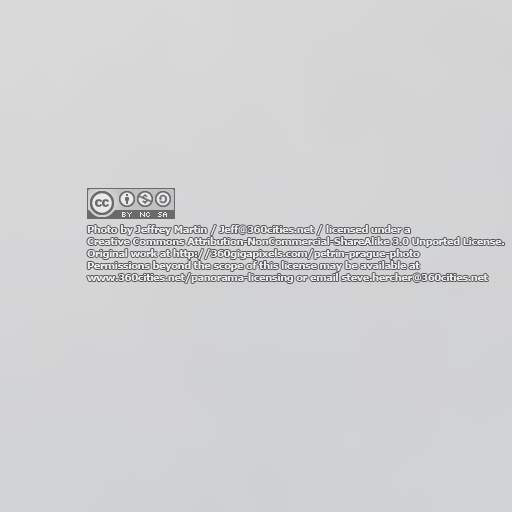 cc BY NC SA
Photo by Jeffrey Martin / Jeff@360cities.net / licensed under a
Creative Commons Attribution-NonCommercial-ShareAlike 3.0 Unported License.
Original work at http://360gigapixels.com/petrin-prague-photo
Permissions beyond the scope of this license may be available at
www.360cities.net/panorama-licensing or email steve.hercher@360cities.net